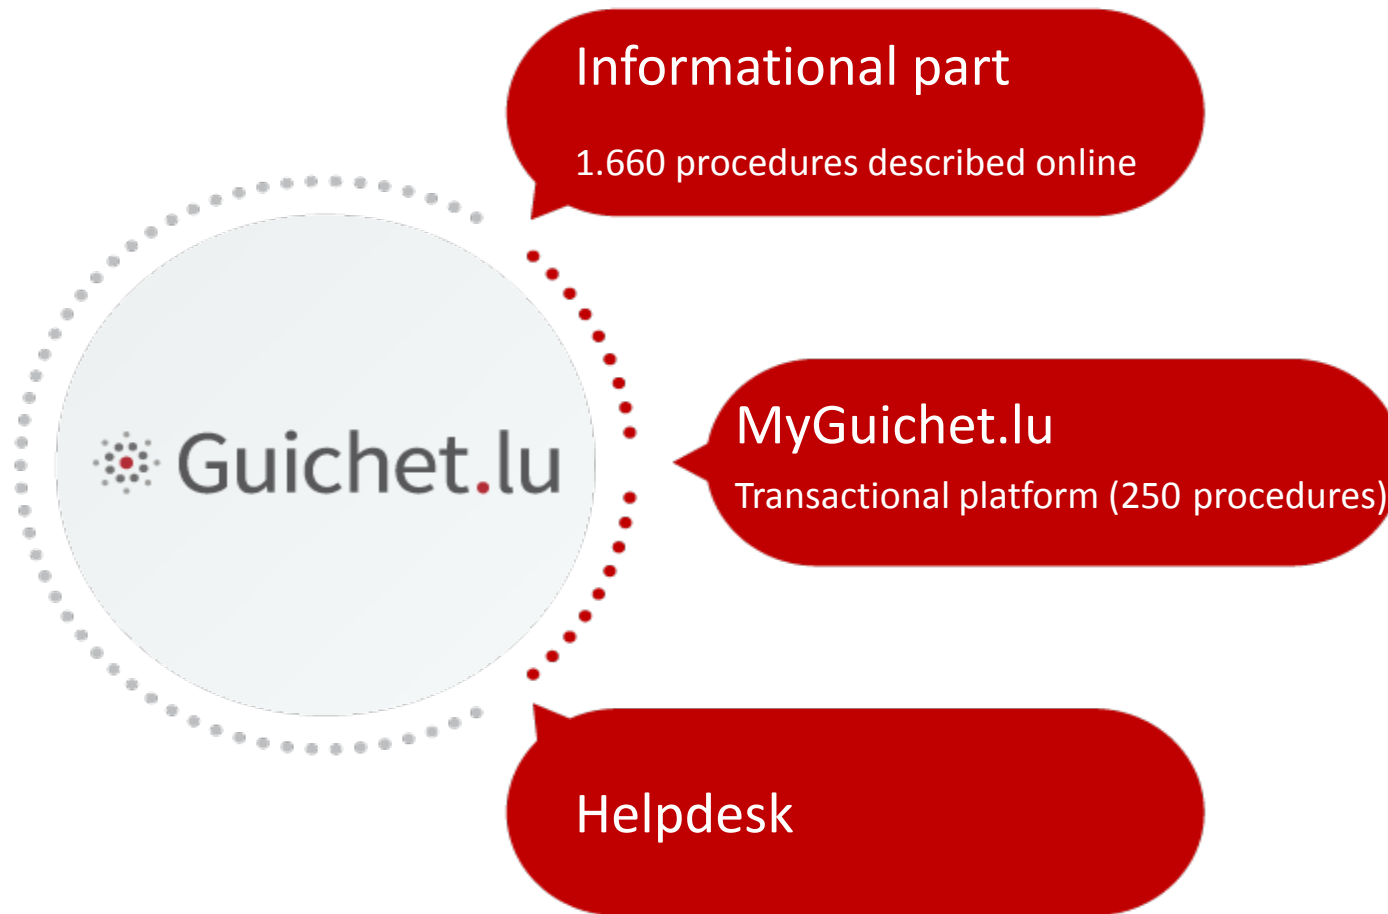 Informational part
1.660 procedures described online
Guichet.lu
MyGuichet.lu
Transactional platform (250 procedures)
Helpdesk